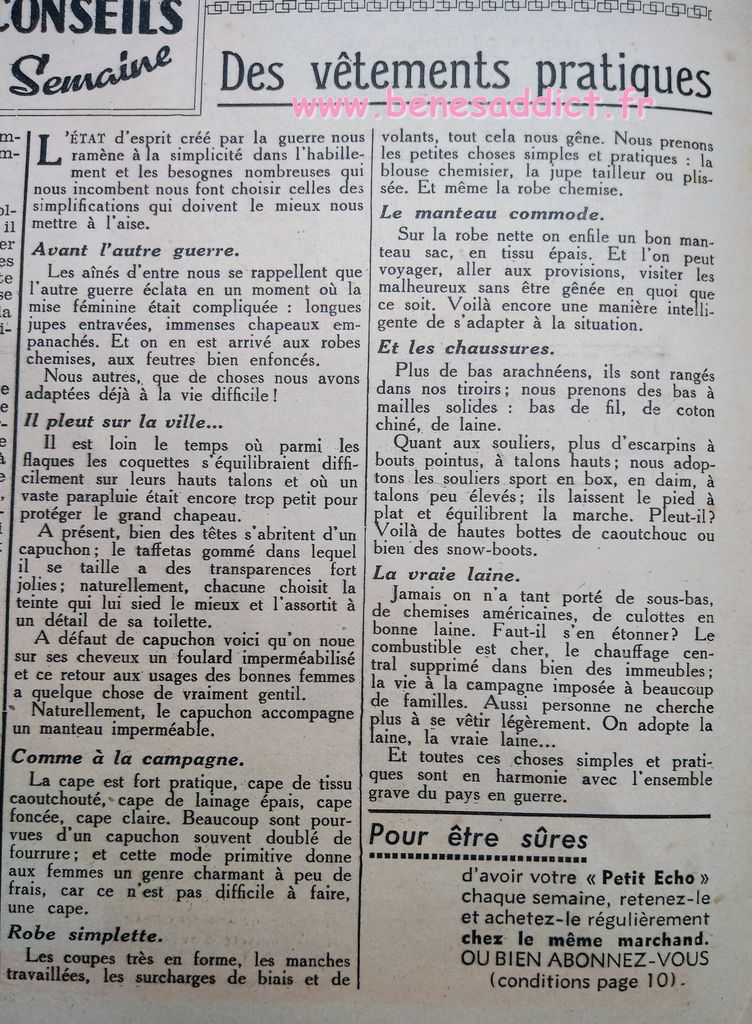 CONSEILS
Semaine
Des vêtements pratiques
www.benesaddict.fr
L'ÉTAT d'esprit créé par la guerre nous
ramène à la simplicité dans l'habille-
ment et les besognes nombreuses qui
nous incombent nous font choisir celles des
simplifications qui doivent le mieux nous
mettre à l'aise.
Avant l'autre guerre.
Les aînés d'entre nous se rappellent que
l'autre guerre éclata en un moment où la
mise féminine était compliquée : longues
jupes entravées, immenses chapeaux em-
panachés. Et on en est arrivé aux robes
chemises, aux feutres bien enfoncés.
Nous autres, que de choses nous avons
adaptées déjà à la vie difficile !
Il pleut sur la ville...
Il est loin le temps où parmi les
flaques les coquettes s'équilibraient diffi-
cilement sur leurs hauts talons et où un
vaste parapluie était encore trop petit pour
protéger le grand chapeau.
A présent, bien des têtes s'abritent d'un
capuchon ; le taffetas gommé dans lequel
il se taille a des transparences fort
jolies ; naturellement, chacune choisit la
teinte qui lui sied le mieux et l'assortit à
un détail de sa toilette.
A défaut de capuchon voici qu'on noue
sur ses cheveux un foulard imperméabilisé
et ce retour aux usages des bonnes femmes
a quelque chose de vraiment gentil.
Naturellement, le capuchon accompagne
un manteau imperméable.
Comme à la campagne.
La cape est fort pratique, cape de tissu
caoutchouté, cape de lainage épais, cape
foncée, cape claire. Beaucoup sont pour-
vues d'un capuchon souvent doublé de
fourrure ; et cette mode primitive donne
aux femmes un genre charmant à peu de
frais, car ce n'est pas difficile à faire,
une cape.
Robe simplette.
Les coupes très en forme, les manches
travaillées, les surcharges de biais et de
volants, tout cela nous gêne. Nous prenons
les petites choses simples et pratiques : la
blouse chemisier, la jupe tailleur ou plis-
sée. Et même la robe chemise.
Le manteau commode.
Sur la robe nette on enfile un bon man-
teau sac, en tissu épais. Et l'on peut
voyager, aller aux provisions, visiter les
malheureux sans être gênée en quoi que
ce soit. Voilà encore une manière intelli-
gente de s'adapter à la situation.
Et les chaussures.
Plus de bas arachnéens, ils sont rangés
dans nos tiroirs ; nous prenons des bas à
mailles solides : bas de fil, de coton
chiné, de laine.
Quant aux souliers, plus d'escarpins à
bouts pointus, à talons hauts ; nous adop-
tons les souliers sport en box, en daim, à
talons peu élevés ; ils laissent le pied à
plat et équilibrent la marche. Pleut-il ?
Voilà de hautes bottes de caoutchouc ou
bien des snow-boots.
La vraie laine.
Jamais on n'a tant porté de sous-bas,
de chemises américaines, de culottes en
bonne laine. Faut-il s'en étonner ? Le
combustible est cher, le chauffage cen-
tral supprimé dans bien des immeubles ;
la vie à la campagne imposée à beaucoup
de familles. Aussi personne ne cherche
plus à se vêtir légèrement. On adopte la
laine, la vraie laine...
Et toutes ces choses simples et prati-
ques sont en harmonie avec l'ensemble
grave du pays en guerre.
Pour être sûres
d'avoir votre « Petit Echo »
chaque semaine, retenez-le
et achetez-le régulièrement
chez le même marchand.
OU BIEN ABONNEZ-VOUS
(conditions page 10).